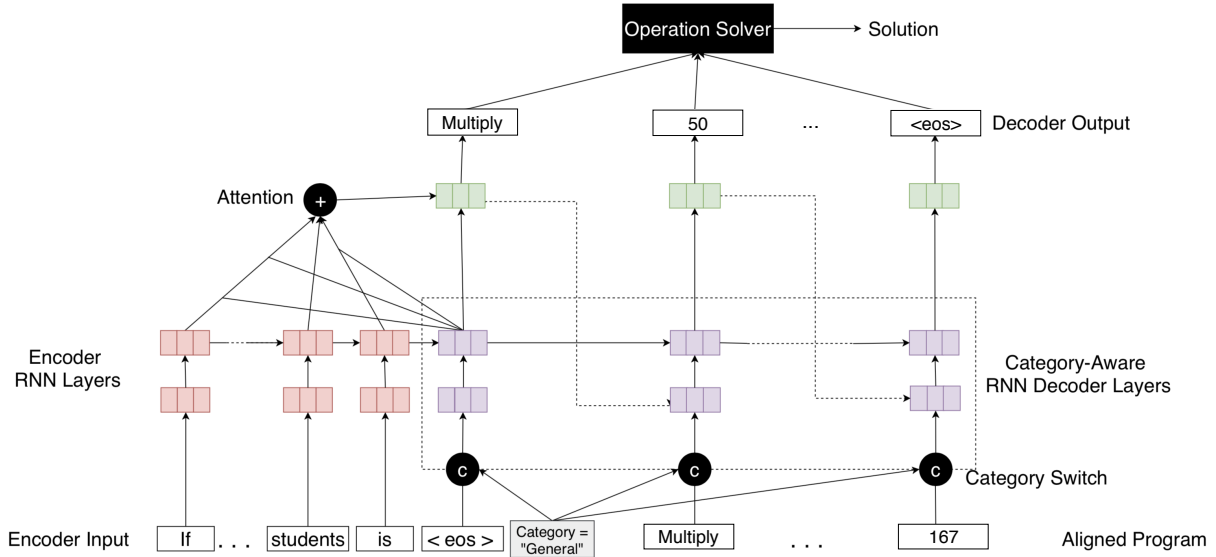 Operation Solver
Solution
Multiply
50
...
<eos>
Decoder Output
Attention
+
Encoder
RNN Layers
Category-Aware
RNN Decoder Layers
c
c
c
Category Switch
Encoder Input
If
. . .
students
is
< eos >
Category =
"General"
Multiply
. . .
167
Aligned Program